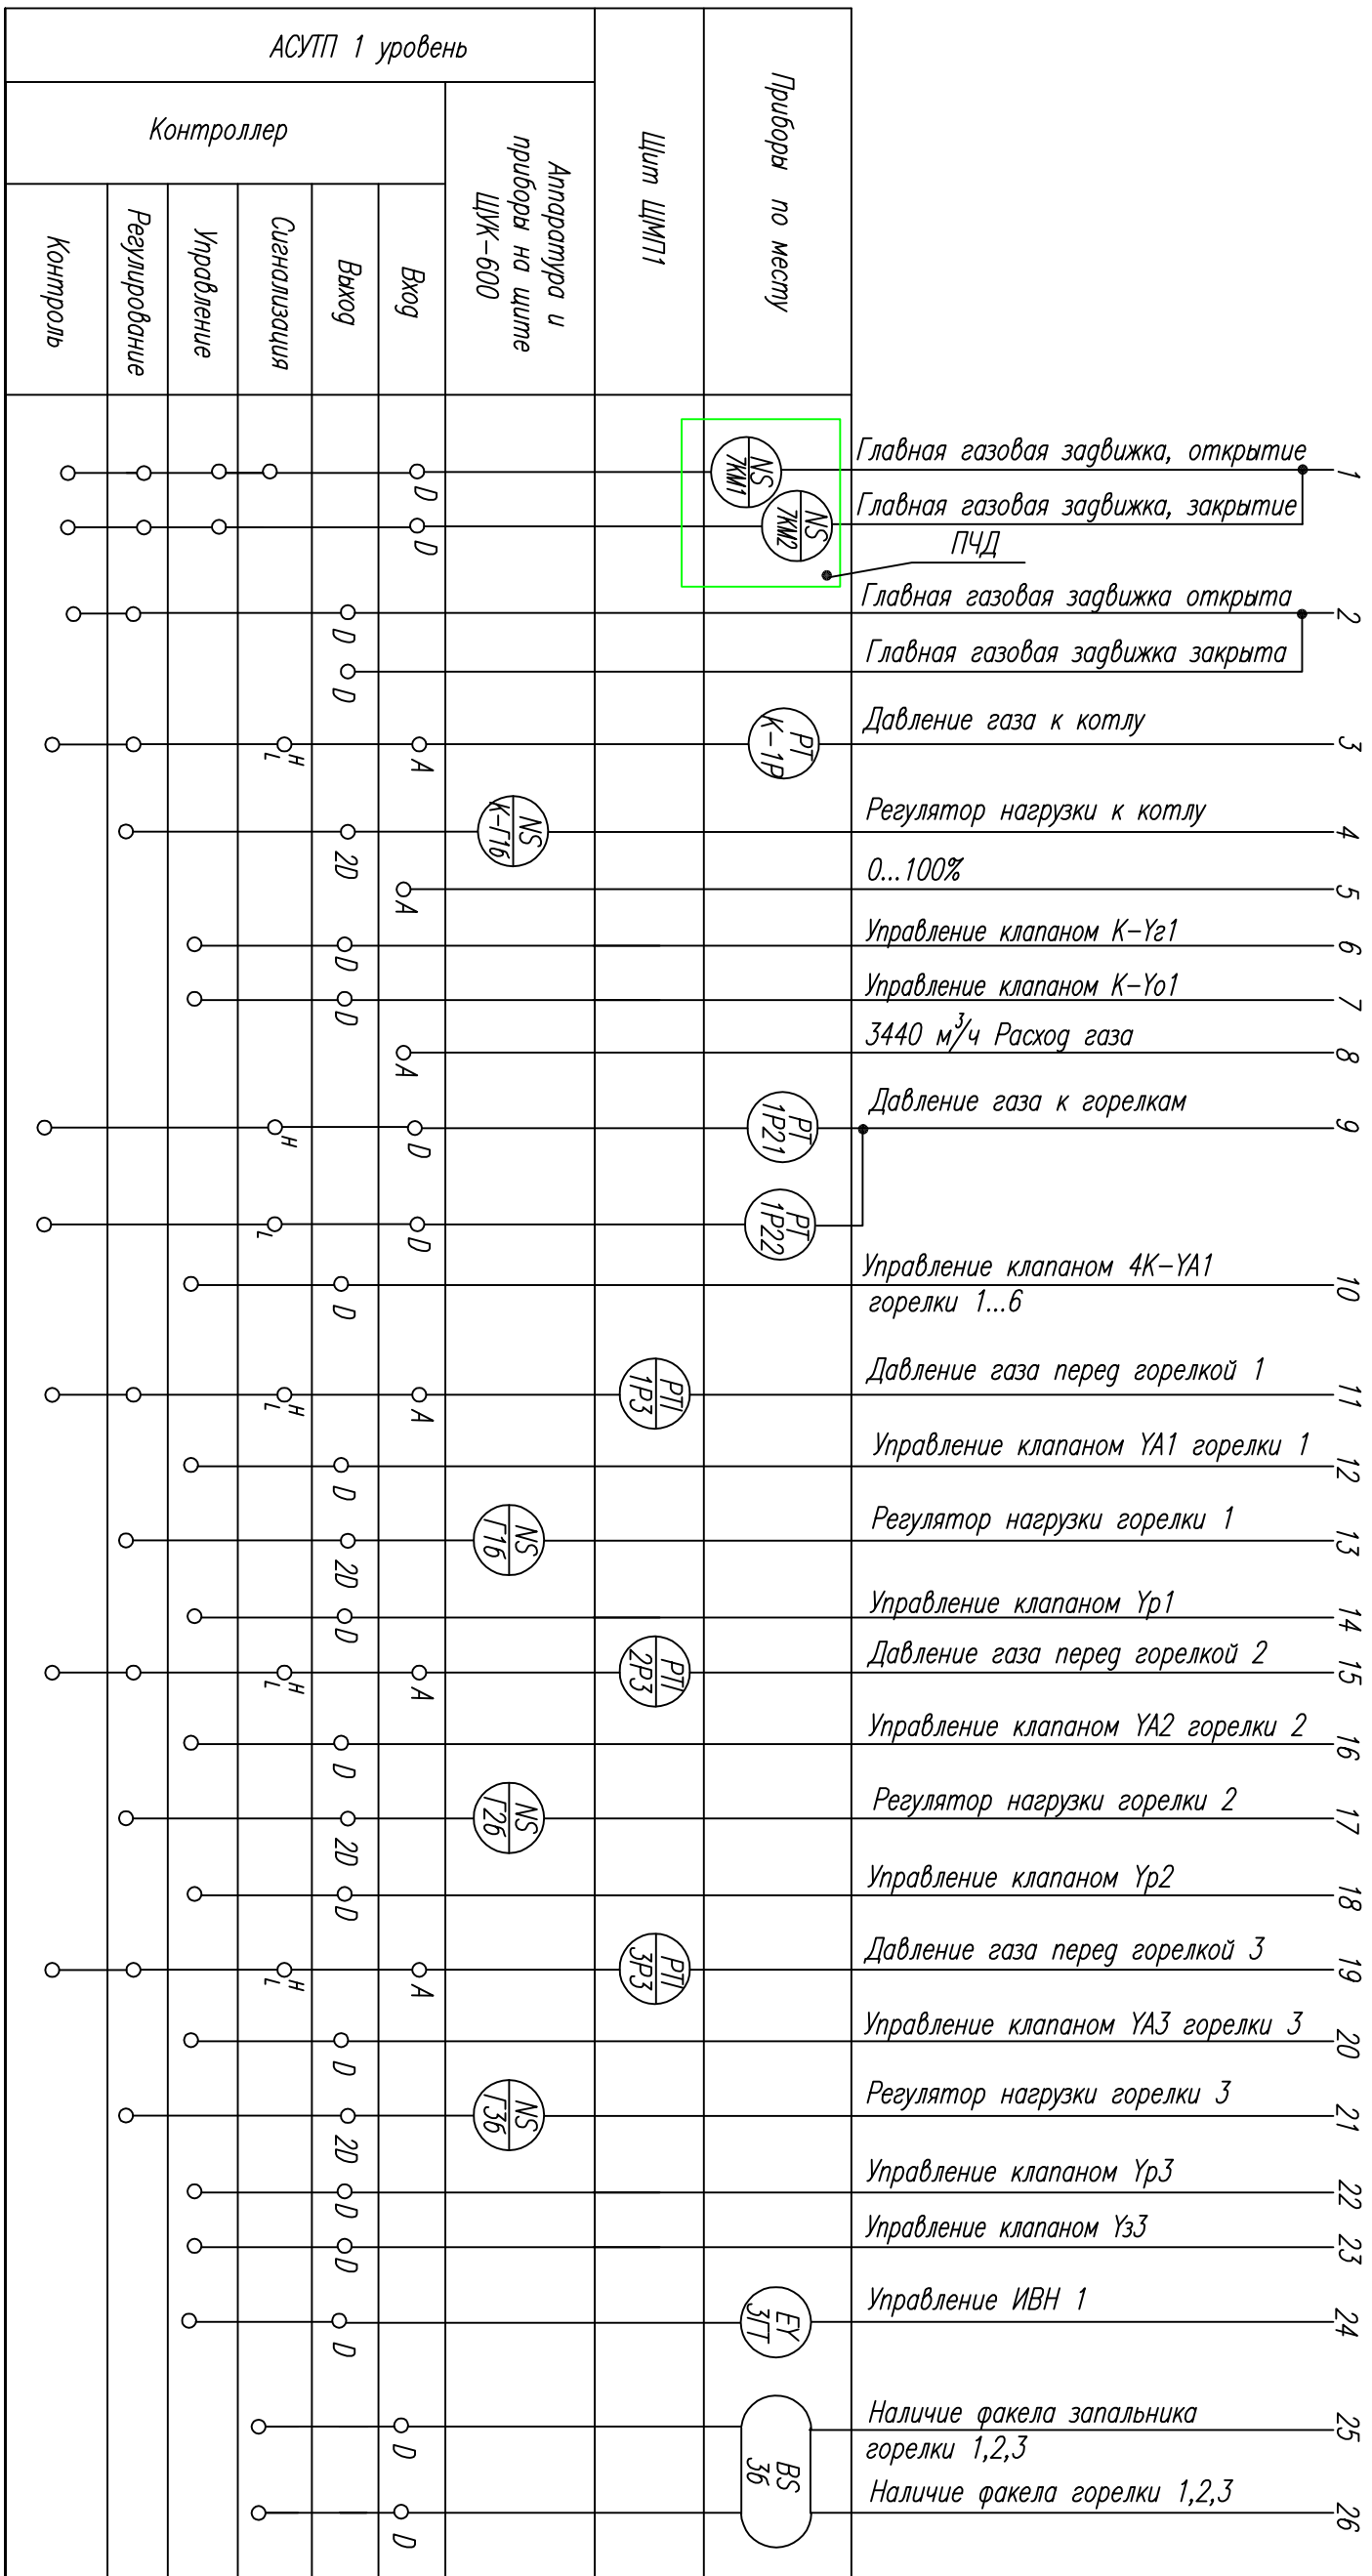 АСУТП 1 уровень
Контроллер
Приборы по месту
Щит ЩМП1
Аппаратура и
приборы на щите
ЩУК-600
Вход
Выход
Сигнализация
Управление
Регулирование
Контроль
Главная газовая задвижка, открытие
1
NS
7КМ1
D
Главная газовая задвижка, закрытие
NS
7КМ2
D
ПЧД
Главная газовая задвижка открыта
2
D
Главная газовая задвижка закрыта
D
Давление газа к котлу
3
PT
К-1Р
H
L
A
Регулятор нагрузки к котлу
4
NS
К-Г1б
2D
0...100%
5
A
Управление клапаном К-Yг1
6
D
Управление клапаном К-Yо1
7
D
3440 м³/ч Расход газа
8
A
Давление газа к горелкам
9
PT
1Р21
H
D
PT
1Р22
L
D
Управление клапаном 4К-YA1
горелки 1...6
10
D
Давление газа перед горелкой 1
11
PTI
1Р3
H
L
A
Управление клапаном YA1 горелки 1
12
D
Регулятор нагрузки горелки 1
13
NS
Г1б
2D
Управление клапаном Yр1
14
D
Давление газа перед горелкой 2
15
PTI
2Р3
H
L
A
Управление клапаном YA2 горелки 2
16
D
Регулятор нагрузки горелки 2
17
NS
Г2б
2D
Управление клапаном Yр2
18
D
Давление газа перед горелкой 3
19
PTI
3Р3
H
L
A
Управление клапаном YA3 горелки 3
20
D
Регулятор нагрузки горелки 3
21
NS
Г3б
2D
Управление клапаном Yр3
22
D
Управление клапаном Yз3
23
D
Управление ИВН 1
24
EY
3ГТ
D
Наличие факела запальника
горелки 1,2,3
25
BS
3б
D
Наличие факела горелки 1,2,3
26
D